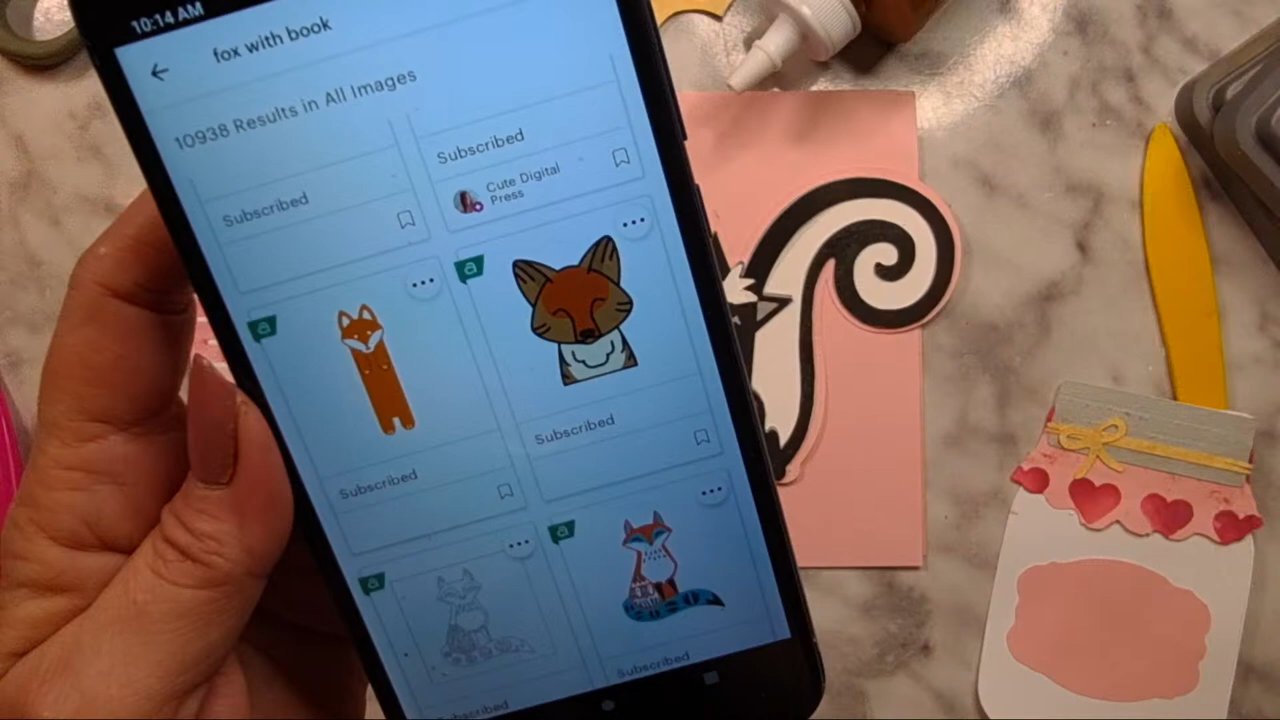 10:14 AM
fox with book
10938 Results in All Images
Subscribed
Subscribed
Cute Digital
Press
Subscribed
Subscribed
Subscribed
Subscribed